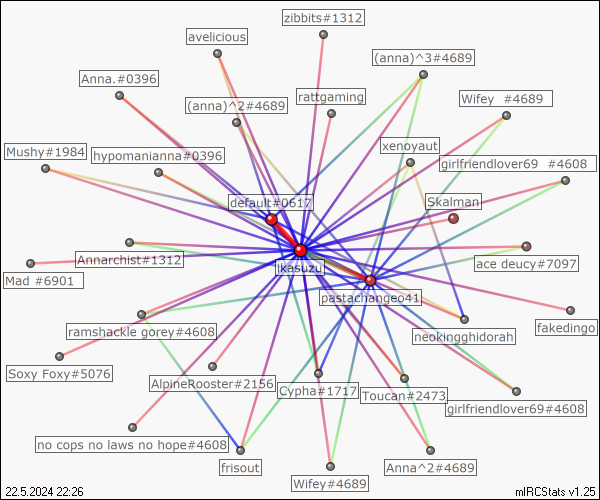 zibbits#1312
avelicious
(anna)^3#4689
Anna.#0396
rattgaming
Wifey #4689
(anna)^2#4689
xenoyaut
Mushy#1984
hypomanianna#0396
girlfriendlover69 #4608
default#0617
Skalman
Annarchist#1312
jkasuzu
ace deucy#7097
Mad #6901
pastachangeo41
ramshackle gorey#4608
neokingghidorah
fakedingo
Soxy Foxy#5076
AlpineRooster#2156
Cypha#1717
Toucan#2473
girlfriendlover69#4608
no cops no laws no hope#4608
frisout
Anna^2#4689
Wifey#4689
22.5.2024 22:26
mIRCStats v1.25